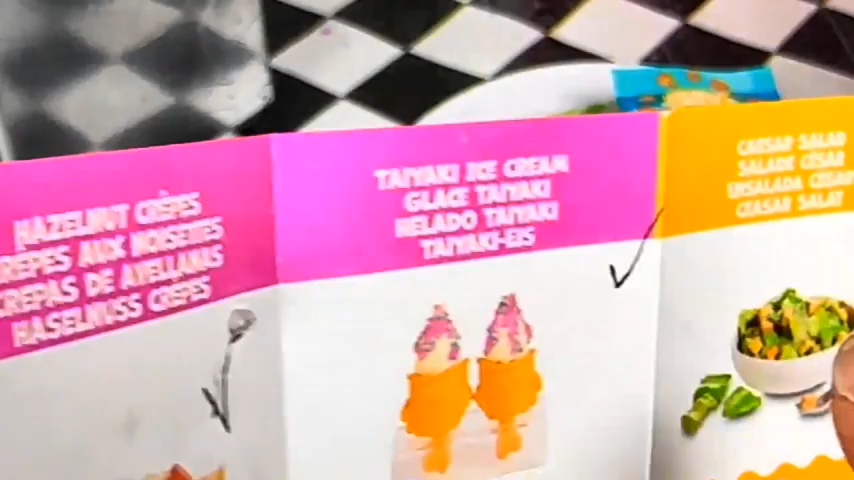 HAZELNUT CRÊPES
CRÊPES AUX NOISETTES
CREPAS DE AVELLANAS
HASELNUSS CRÊPES
TAIYAKI ICE CREAM
GLACE TAIYAKI
HELADO TAIYAKI
TAIYAKI-EIS
CAESAR SALAD
SALADE CÉSAR
ENSALADA CÉSAR
CEASAR SALAT